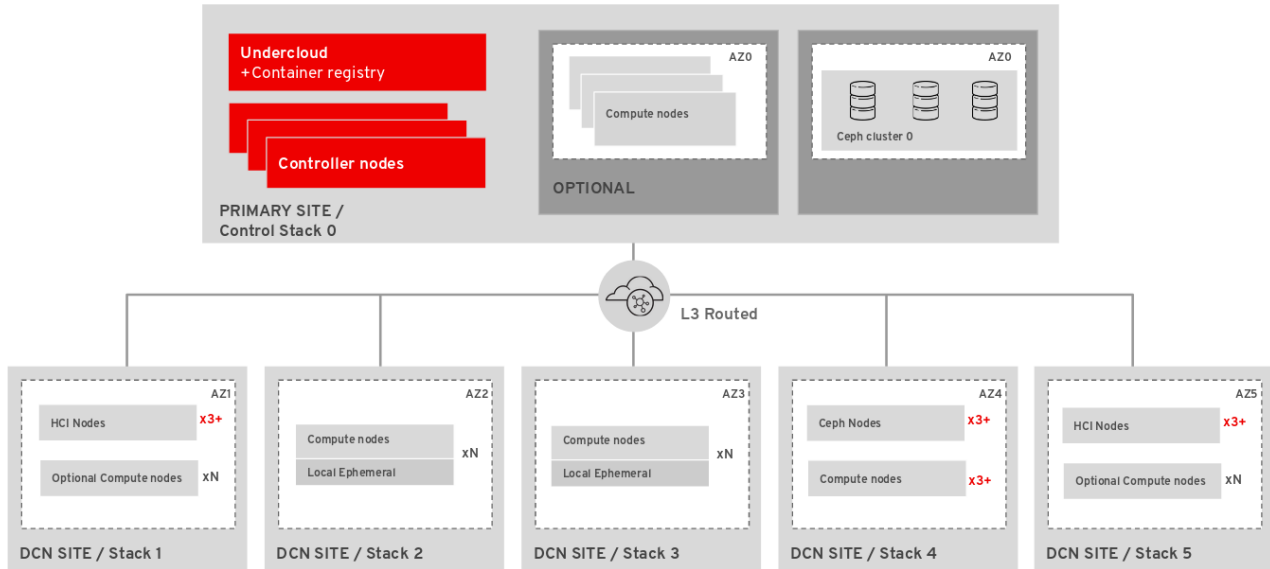 Undercloud
+Container registry
Controller nodes
PRIMARY SITE /
Control Stack 0
AZ0
Compute nodes
OPTIONAL
AZ0
Ceph cluster 0
L3 Routed
AZ1
HCI Nodes
x3+
Optional Compute nodes
xN
DCN SITE / Stack 1
AZ2
Compute nodes
xN
Local Ephemeral
DCN SITE / Stack 2
AZ3
Compute nodes
xN
Local Ephemeral
DCN SITE / Stack 3
AZ4
Ceph Nodes
x3+
Compute nodes
x3+
DCN SITE / Stack 4
AZ5
HCI Nodes
x3+
Optional Compute nodes
xN
DCN SITE / Stack 5